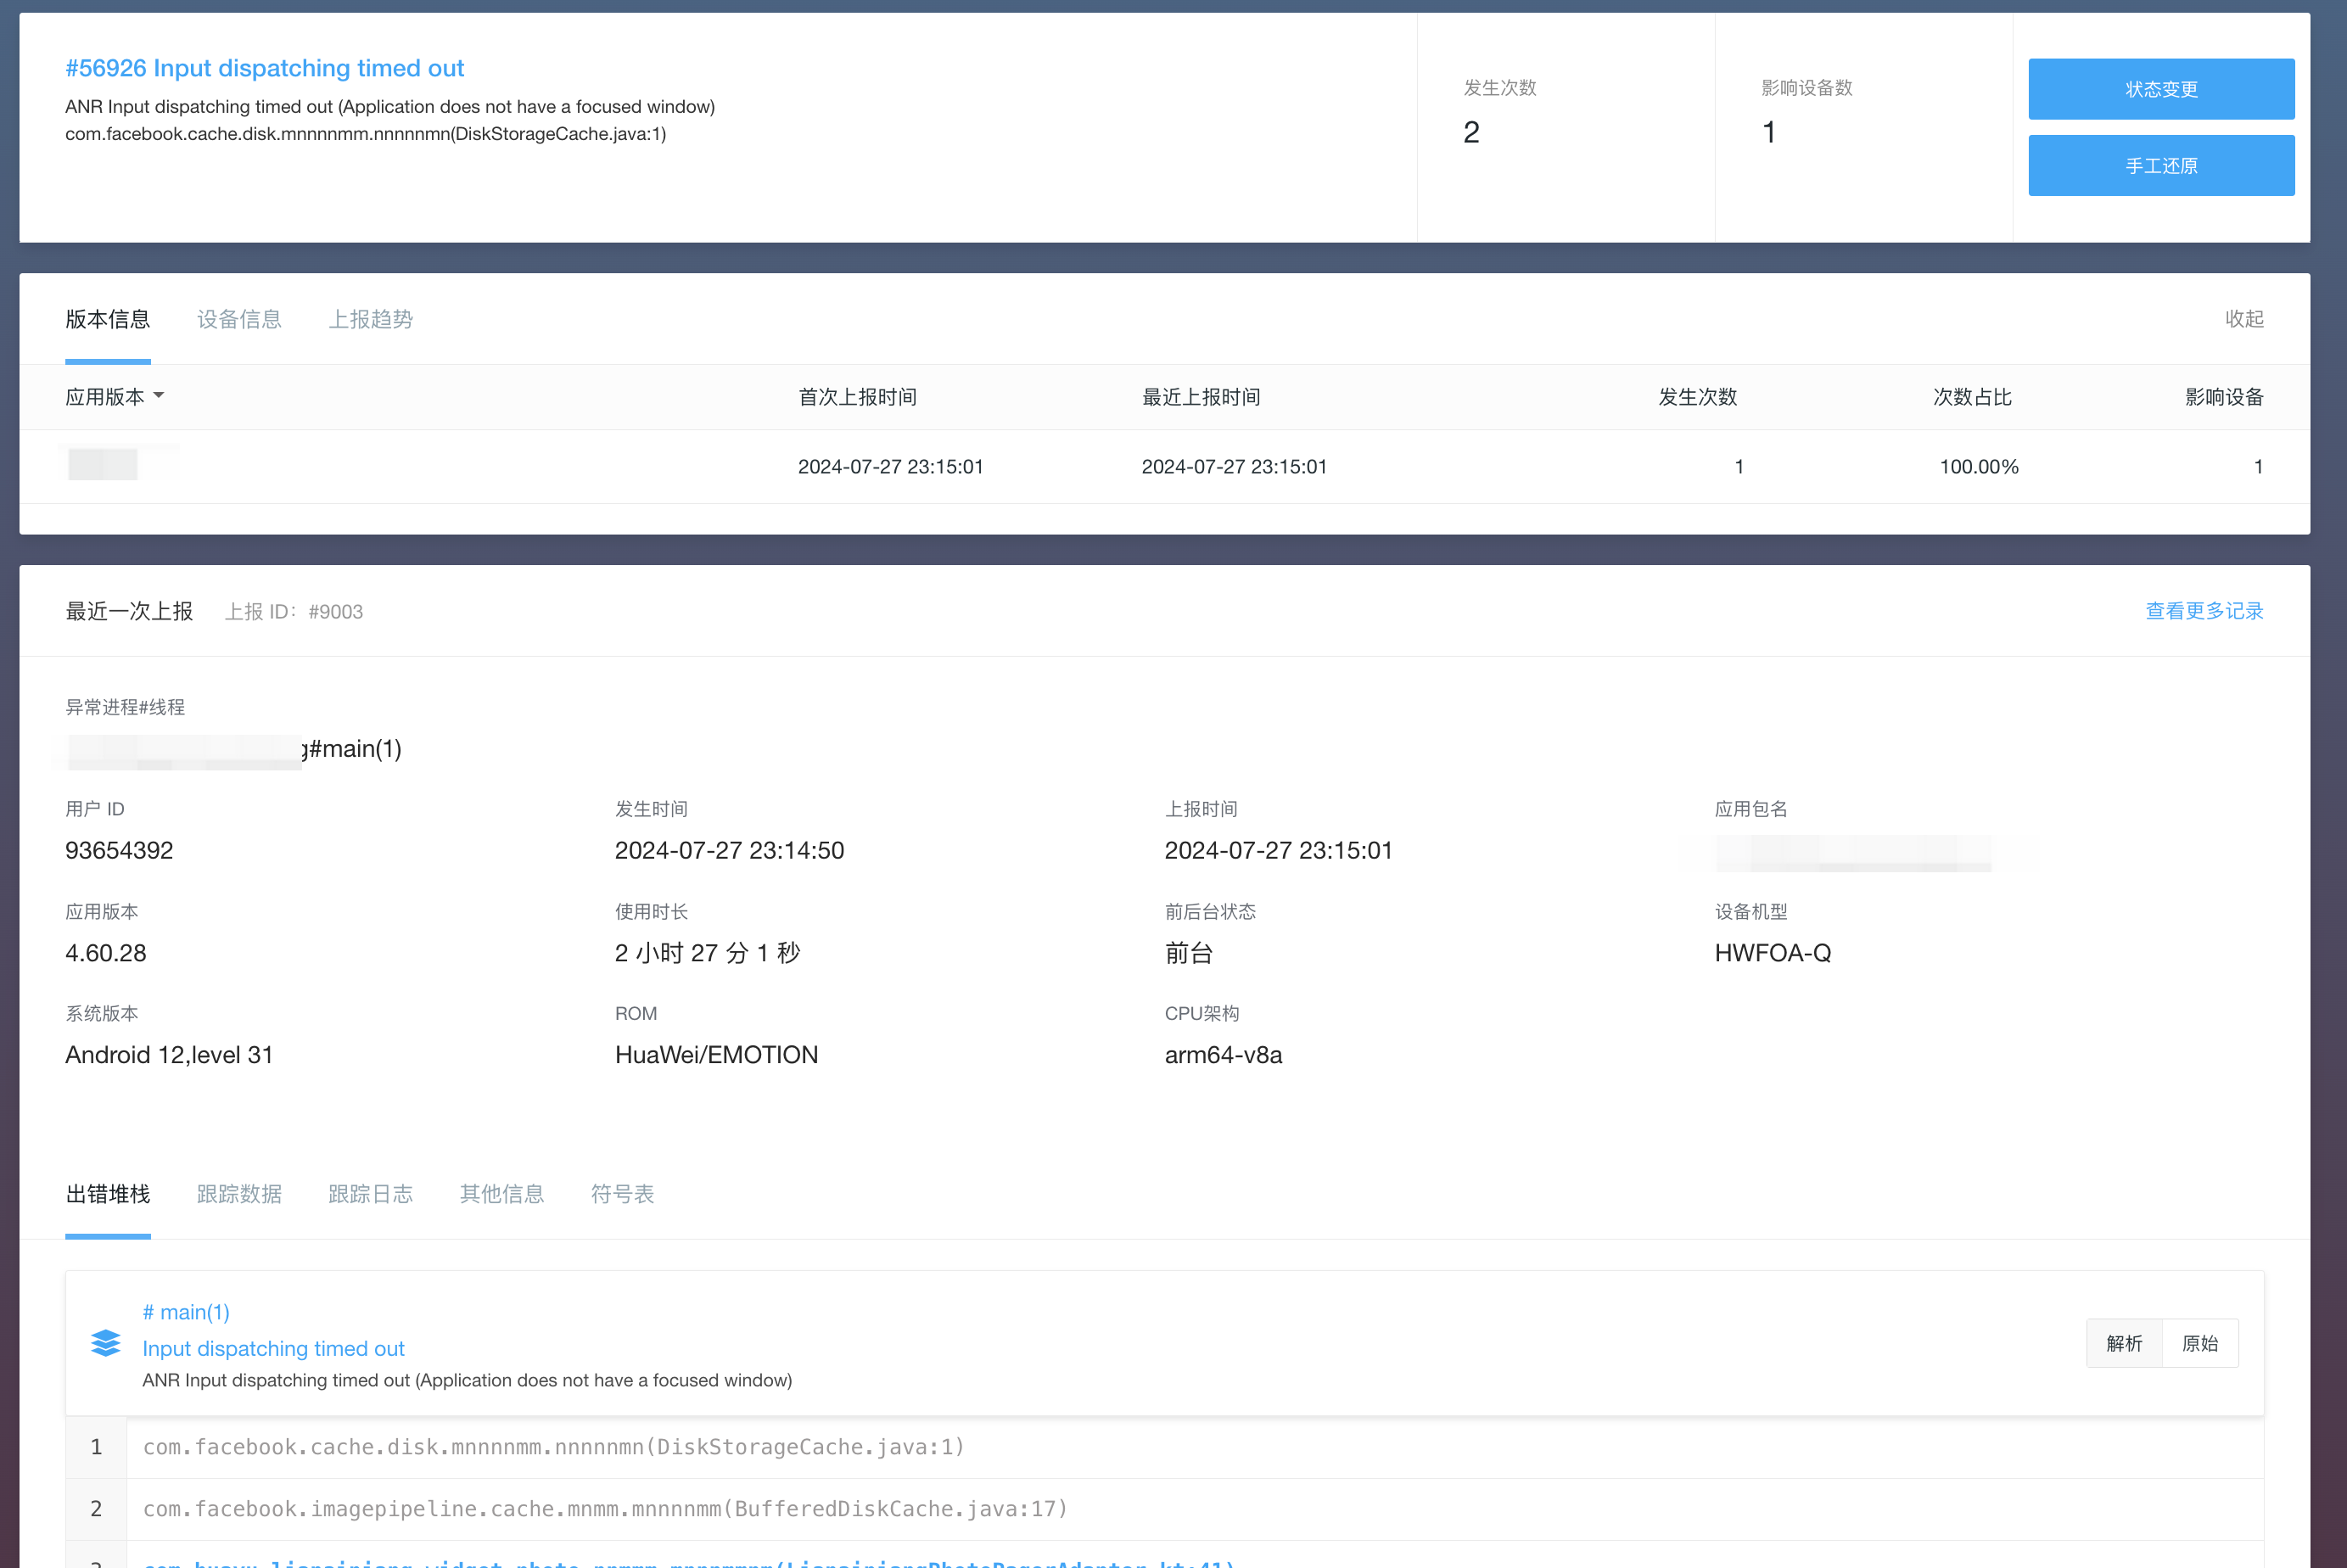 #56926 Input dispatching timed out
ANR Input dispatching timed out (Application does not have a focused window)
com.facebook.cache.disk.mnnnnmm.nnnnnmn(DiskStorageCache.java:1)
发生次数
2
影响设备数
1
状态变更
手工还原
版本信息 设备信息 上报趋势 收起
应用版本 首次上报时间 最近上报时间 发生次数 次数占比 影响设备
2024-07-27 23:15:01 2024-07-27 23:15:01 1 100.00% 1
最近一次上报 上报 ID: #9003 查看更多记录
异常进程#线程
g#main(1)
用户 ID 发生时间 上报时间 应用包名
93654392 2024-07-27 23:14:50 2024-07-27 23:15:01
应用版本 使用时长 前后台状态 设备机型
4.60.28 2 小时 27 分 1 秒 前台 HWFOA-Q
系统版本 ROM CPU架构
Android 12,level 31 HuaWei/EMOTION arm64-v8a
出错堆栈 跟踪数据 跟踪日志 其他信息 符号表
# main(1)
Input dispatching timed out
ANR Input dispatching timed out (Application does not have a focused window)
解析 原始
1 com.facebook.cache.disk.mnnnnmm.nnnnnmn(DiskStorageCache.java:1)
2 com.facebook.imagepipeline.cache.mnmm.mnnnnmm(BufferedDiskCache.java:17)